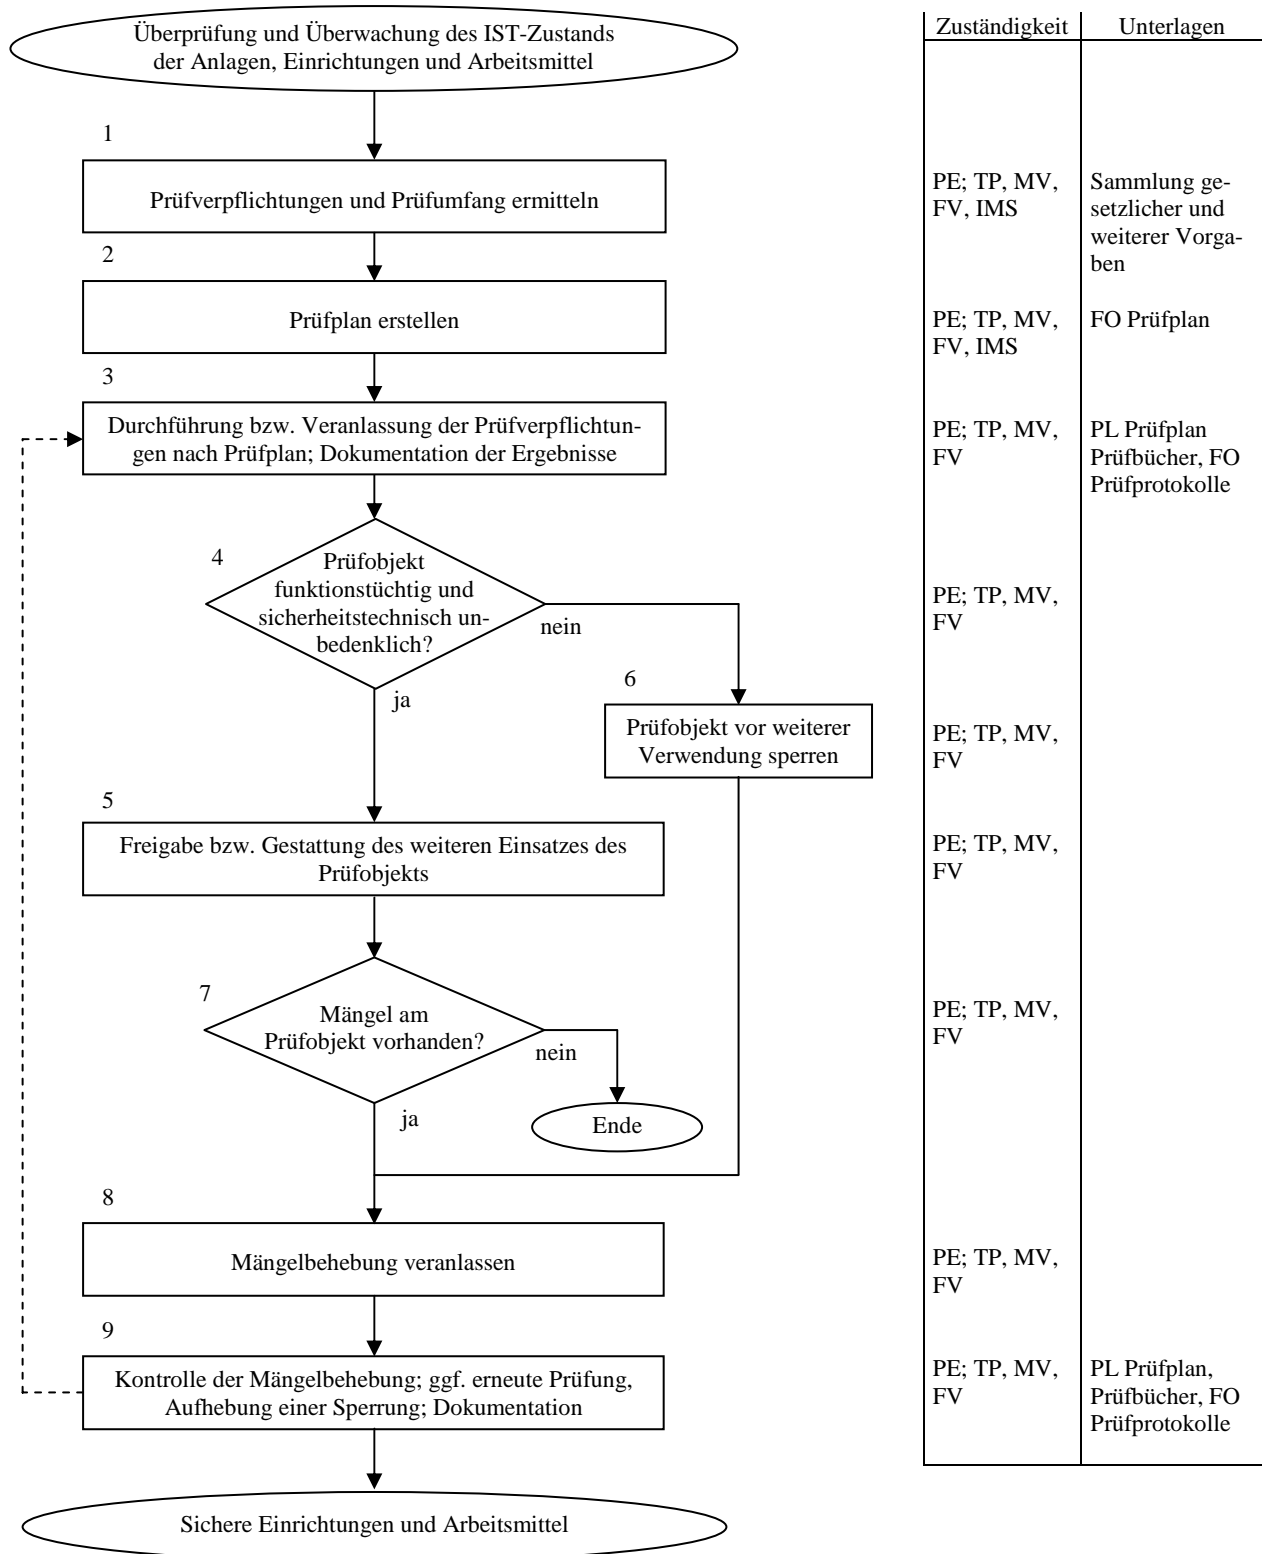 Überprüfung und Überwachung des IST-Zustands
der Anlagen, Einrichtungen und Arbeitsmittel
Zuständigkeit
Unterlagen
1
Prüfverpflichtungen und Prüfumfang ermitteln
PE; TP, MV,
FV, IMS
Sammlung ge-
setzlicher und
weiterer Vorga-
ben
2
Prüfplan erstellen
PE; TP, MV,
FV, IMS
FO Prüfplan
3
Durchführung bzw. Veranlassung der Prüfverpflichtun-
gen nach Prüfplan; Dokumentation der Ergebnisse
PE; TP, MV,
FV
PL Prüfplan
Prüfbücher, FO
Prüfprotokolle
4
Prüfobjekt
funktionstüchtig und
sicherheitstechnisch un-
bedenklich?
nein
ja
PE; TP, MV,
FV
6
Prüfobjekt vor weiterer
Verwendung sperren
PE; TP, MV,
FV
5
Freigabe bzw. Gestattung des weiteren Einsatzes des
Prüfobjekts
PE; TP, MV,
FV
7
Mängel am
Prüfobjekt vorhanden?
nein
ja
Ende
PE; TP, MV,
FV
8
Mängelbehebung veranlassen
PE; TP, MV,
FV
9
Kontrolle der Mängelbehebung; ggf. erneute Prüfung,
Aufhebung einer Sperrung; Dokumentation
PE; TP, MV,
FV
PL Prüfplan,
Prüfbücher, FO
Prüfprotokolle
Sichere Einrichtungen und Arbeitsmittel